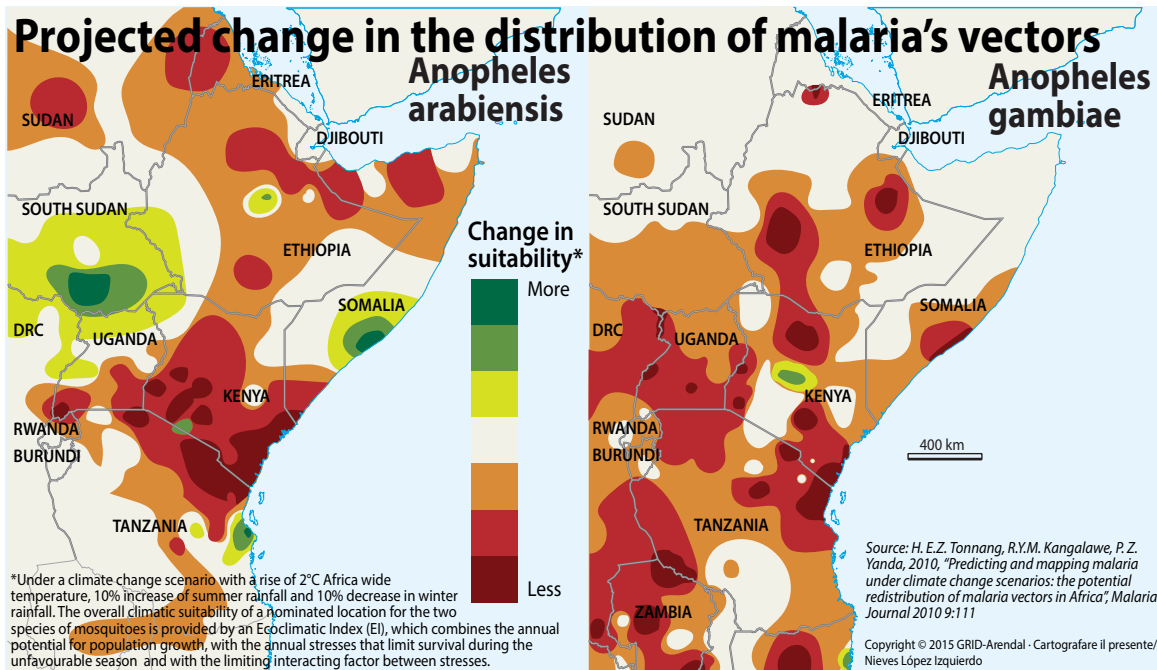 Projected change in the distribution of malaria's vectors
Anopheles
arabiensis
ERITREA
SUDAN
DJIBOUTI
SOUTH SUDAN
ETHIOPIA
SOMALIA
DRC
UGANDA
KENYA
RWANDA
BURUNDI
TANZANIA
Change in
suitability*
More
Less
Anopheles
gambiae
ERITREA
SUDAN
DJIBOUTI
SOUTH SUDAN
ETHIOPIA
SOMALIA
DRC
UGANDA
KENYA
RWANDA
BURUNDI
TANZANIA
ZAMBIA
400 km
*Under a climate change scenario with a rise of 2°C Africa wide
temperature, 10% increase of summer rainfall and 10% decrease in winter
rainfall. The overall climatic suitability of a nominated location for the two
species of mosquitoes is provided by an Ecoclimatic Index (EI), which combines the annual
potential for population growth, with the annual stresses that limit survival during the
unfavourable season and with the limiting interacting factor between stresses.
Source: H. E.Z. Tonnang, R.Y.M. Kangalawe, P. Z.
Yanda, 2010, "Predicting and mapping malaria
under climate change scenarios: the potential
redistribution of malaria vectors in Africa", Malaria
Journal 2010 9:111
Copyright © 2015 GRID-Arendal · Cartografare il presente/
Nieves López Izquierdo